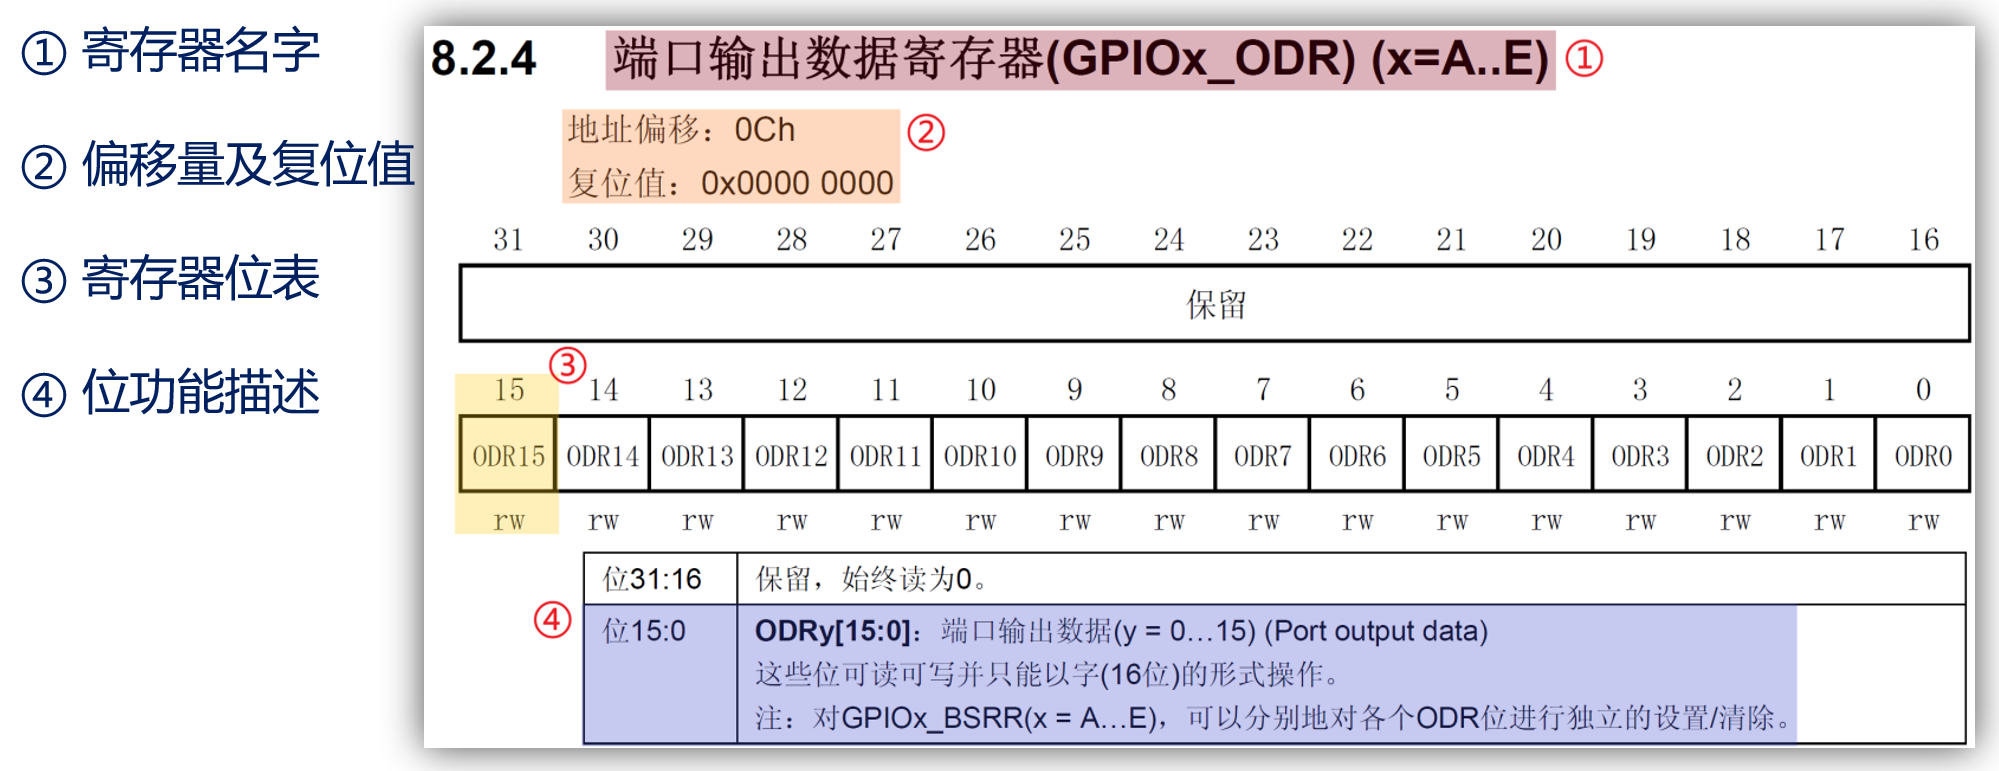 ① 寄存器名字
② 偏移量及复位值
③ 寄存器位表
④ 位功能描述
8.2.4 端口输出数据寄存器(GPIOx_ODR) (x=A..E) ①
地址偏移：0Ch ②
复位值：0x0000 0000
31 30 29 28 27 26 25 24 23 22 21 20 19 18 17 16
保留
③
15 14 13 12 11 10 9 8 7 6 5 4 3 2 1 0
ODR15 ODR14 ODR13 ODR12 ODR11 ODR10 ODR9 ODR8 ODR7 ODR6 ODR5 ODR4 ODR3 ODR2 ODR1 ODR0
rw rw rw rw rw rw rw rw rw rw rw rw rw rw rw rw
位31:16 保留，始终读为0。
④ 位15:0 ODRy[15:0]：端口输出数据(y = 0…15) (Port output data)
这些位可读可写并只能以字(16位)的形式操作。
注：对GPIOx_BSRR(x = A…E)，可以分别地对各个ODR位进行独立的设置/清除。